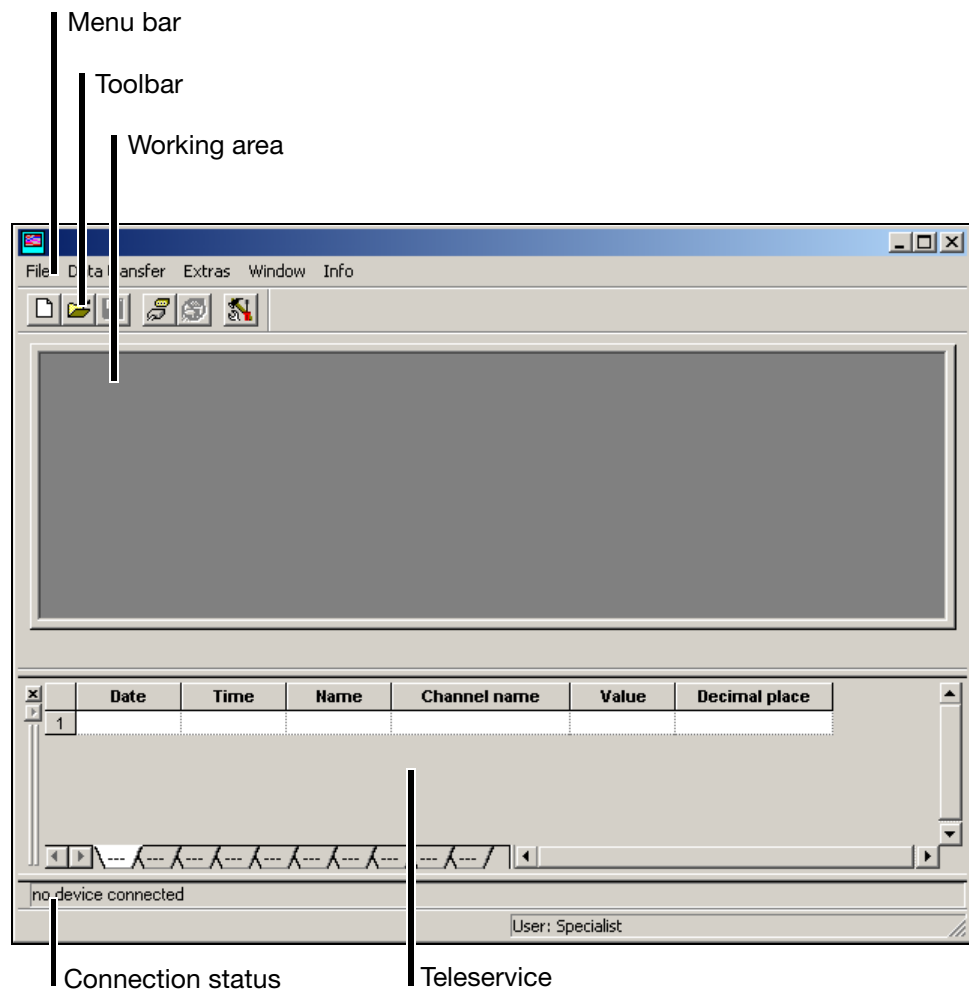 Menu bar
Toolbar
Working area
File Data transfer Extras Window Info
Date Time Name Channel name Value Decimal place
1
--- --- --- --- --- --- --- --- --- ---
no device connected
User: Specialist
Connection status
Teleservice